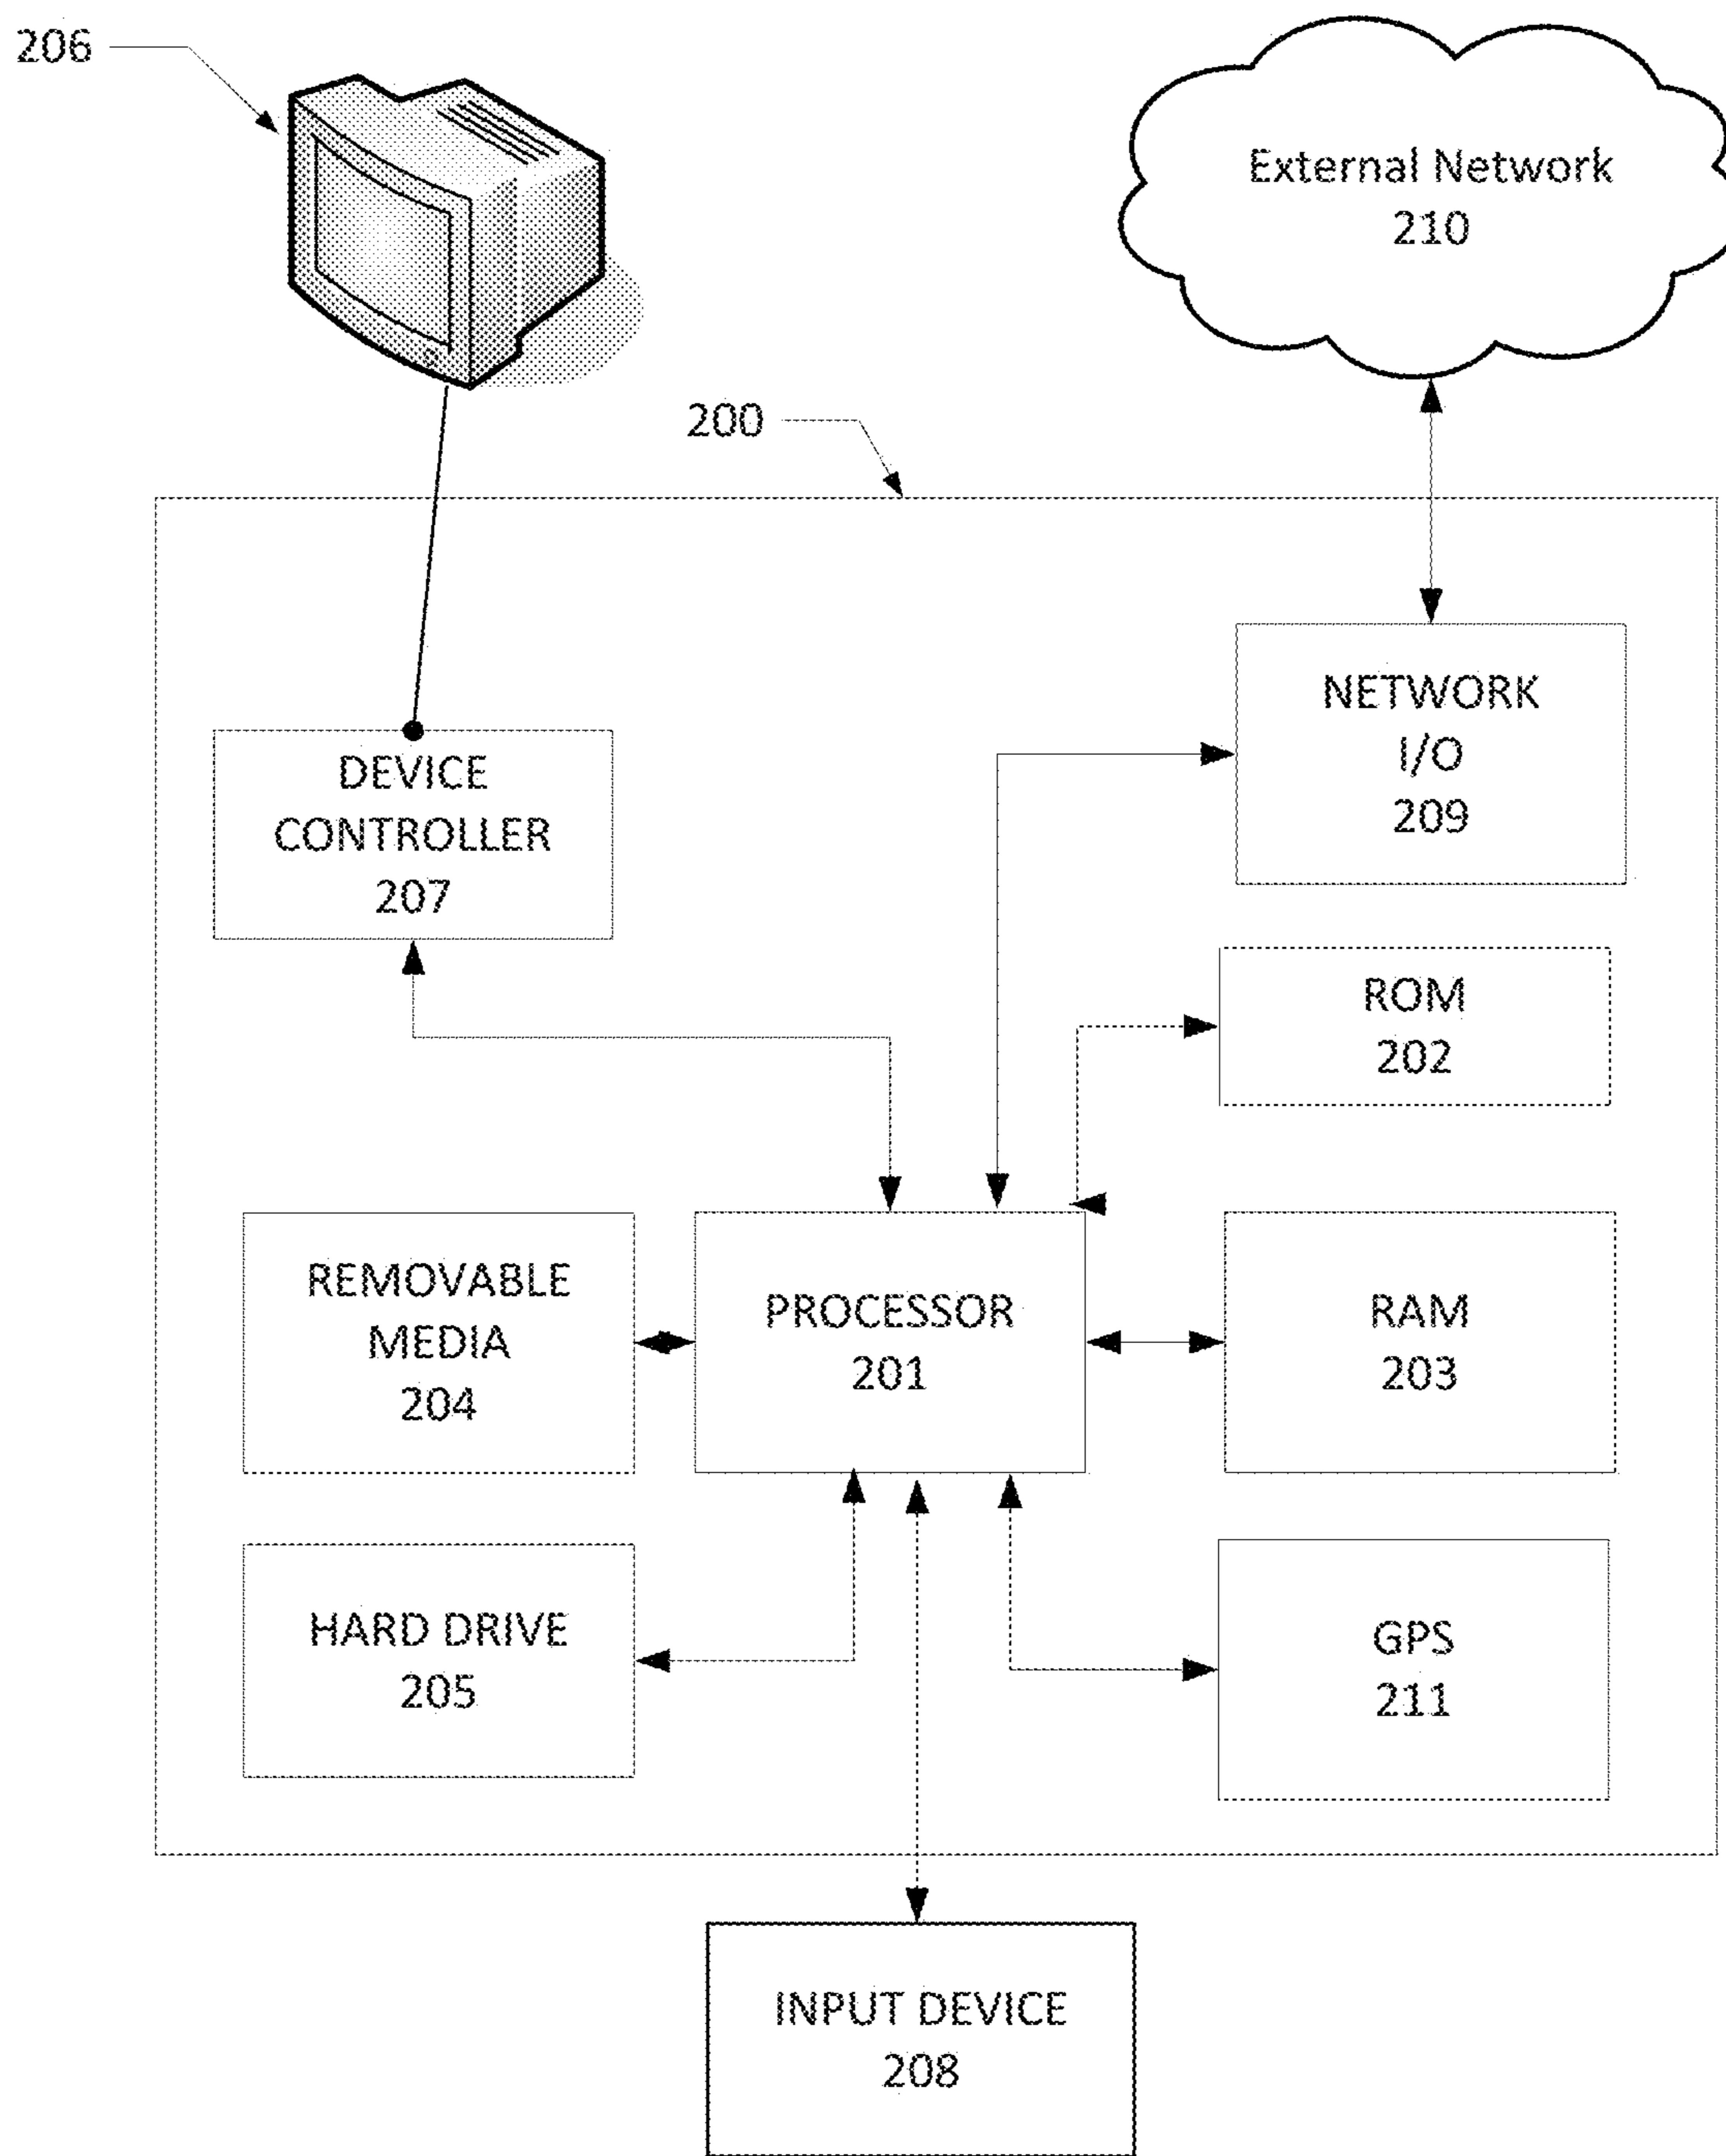 206
External Network
210
200
NETWORK
I/O
209
DEVICE
CONTROLLER
207
ROM
202
REMOVABLE
MEDIA
204
PROCESSOR
201
RAM
203
HARD DRIVE
205
GPS
211
INPUT DEVICE
208